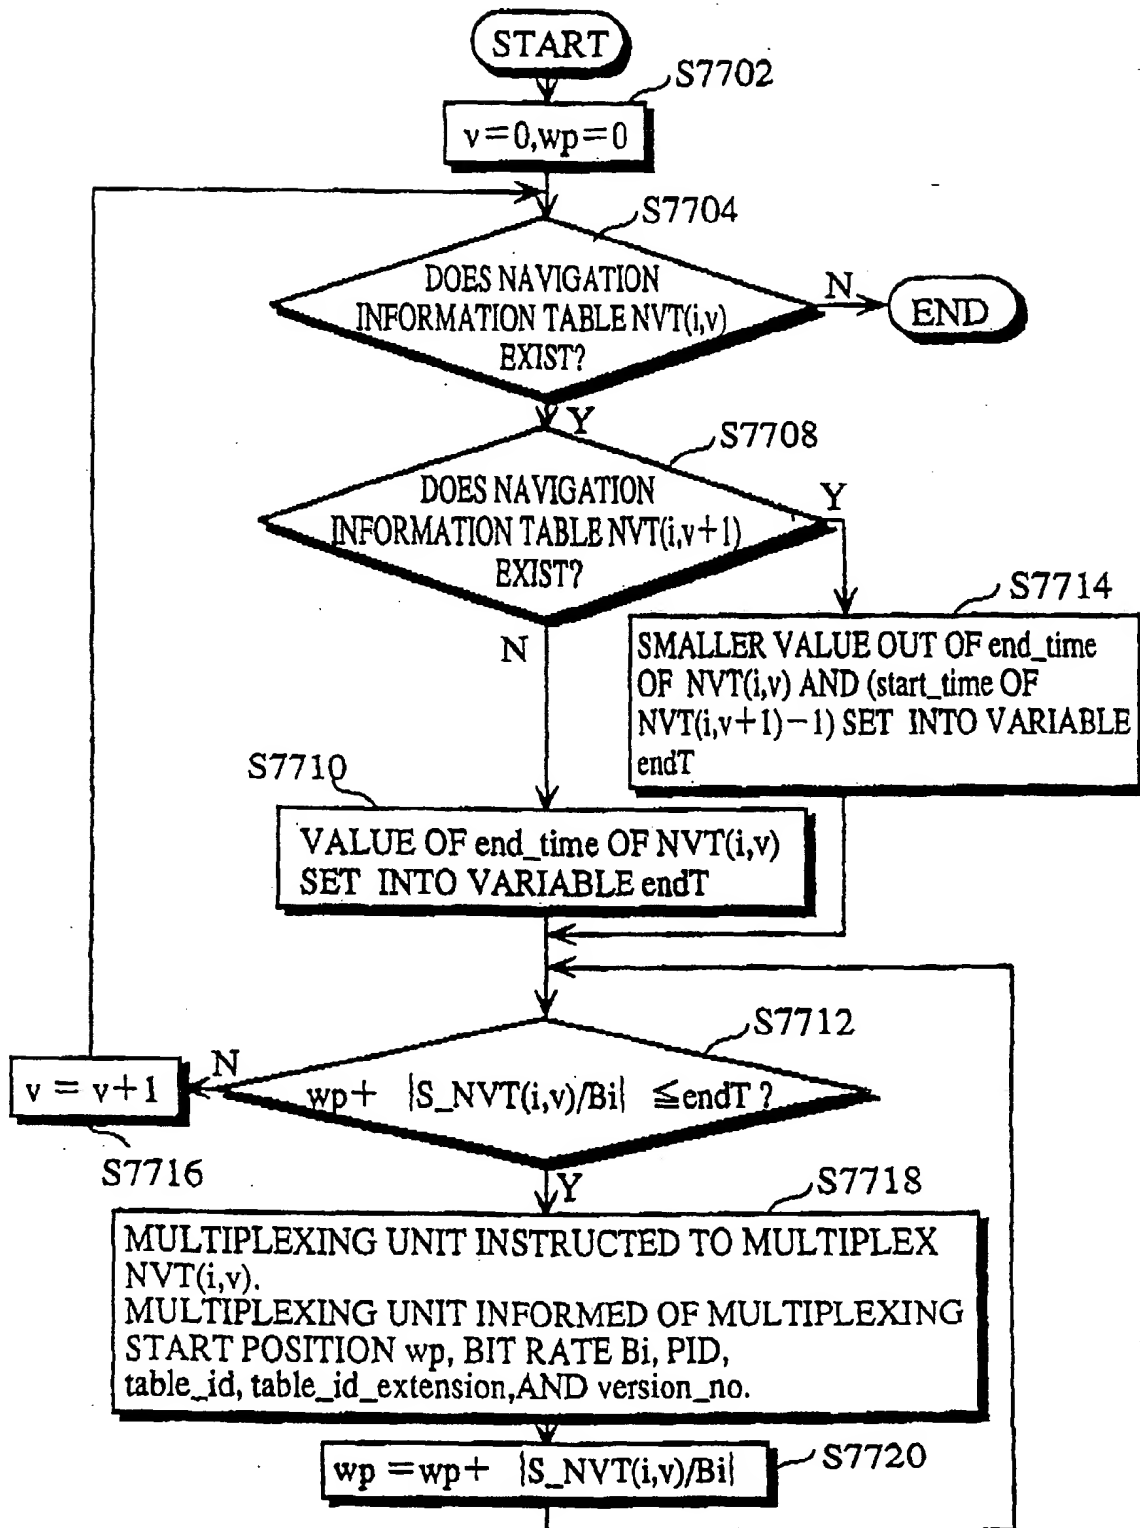 START
S7702
v=0,wp=0
S7704
DOES NAVIGATION
INFORMATION TABLE NVT(i,v)
EXIST?
N
END
Y
S7708
DOES NAVIGATION
INFORMATION TABLE NVT(i,v+1)
EXIST?
Y
N
S7714
SMALLER VALUE OUT OF end_time
OF NVT(i,v) AND (start_time OF
NVT(i,v+1)-1) SET INTO VARIABLE
endT
S7710
VALUE OF end_time OF NVT(i,v)
SET INTO VARIABLE endT
S7712
wp+ |S_NVT(i,v)/Bi| ≦endT ?
N
v = v+1
S7716
Y
S7718
MULTIPLEXING UNIT INSTRUCTED TO MULTIPLEX
NVT(i,v).
MULTIPLEXING UNIT INFORMED OF MULTIPLEXING
START POSITION wp, BIT RATE Bi, PID,
table_id, table_id_extension,AND version_no.
S7720
wp =wp+ |S_NVT(i,v)/Bi|